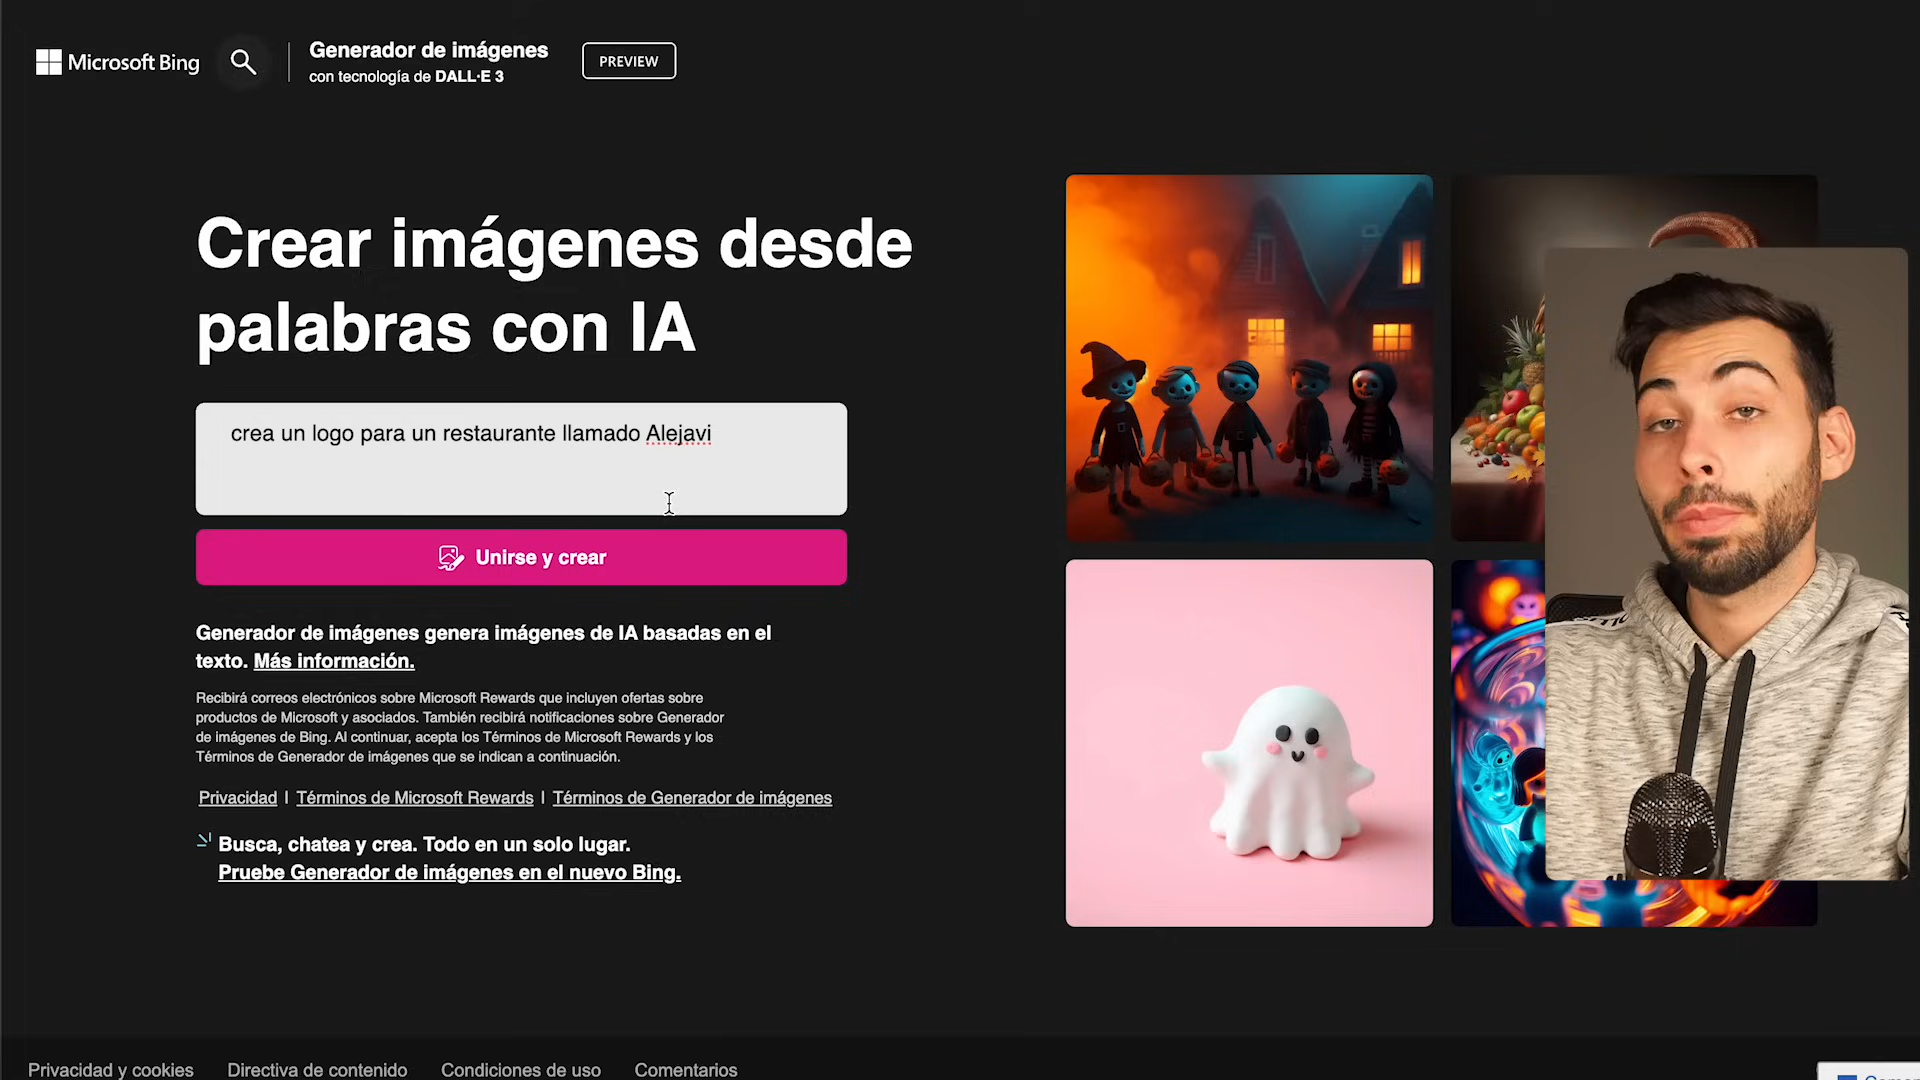 Microsoft Bing
Generador de imágenes
con tecnología de DALL·E 3
PREVIEW
Crear imágenes desde
palabras con IA
crea un logo para un restaurante llamado Alejavi
Unirse y crear
Generador de imágenes genera imágenes de IA basadas en el
texto. Más información.
Recibirá correos electrónicos sobre Microsoft Rewards que incluyen ofertas sobre
productos de Microsoft y asociados. También recibirá notificaciones sobre Generador
de imágenes de Bing. Al continuar, acepta los Términos de Microsoft Rewards y los
Términos de Generador de imágenes que se indican a continuación.
Privacidad | Términos de Microsoft Rewards | Términos de Generador de imágenes
Busca, chatea y crea. Todo en un solo lugar.
Pruebe Generador de imágenes en el nuevo Bing.
Privacidad y cookies Directiva de contenido Condiciones de uso Comentarios